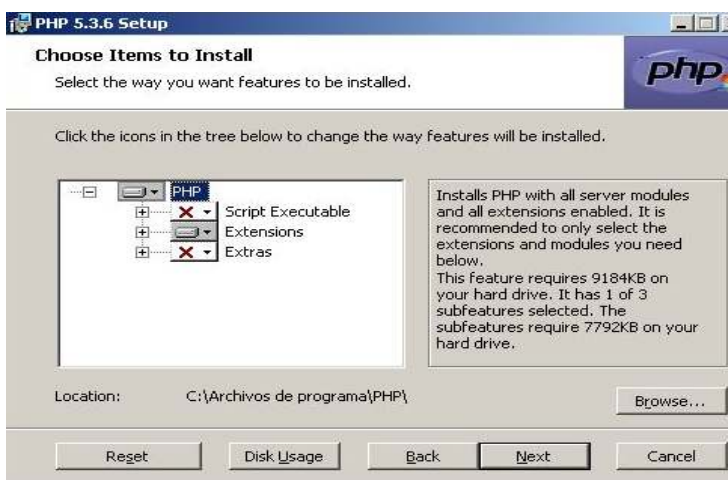 PHP 5.3.6 Setup
Choose Items to Install
Select the way you want features to be installed.
php
Click the icons in the tree below to change the way features will be installed.
PHP
Script Executable
Extensions
Extras
Installs PHP with all server modules
and all extensions enabled. It is
recommended to only select the
extensions and modules you need
below.
This feature requires 9184KB on
your hard drive. It has 1 of 3
subfeatures selected. The
subfeatures require 7792KB on your
hard drive.
Location: C:\Archivos de programa\PHP\
Browse...
Reset Disk Usage Back Next Cancel